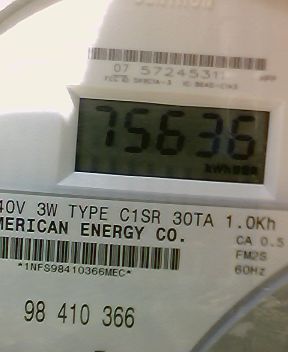 07 5724531
75636
kWh
40V 3W TYPE C1SR 30TA 1.0Kh
MERICAN ENERGY CO.
CA 0.5
*1NFS98410366MEC*
FM2S
60Hz
98 410 366